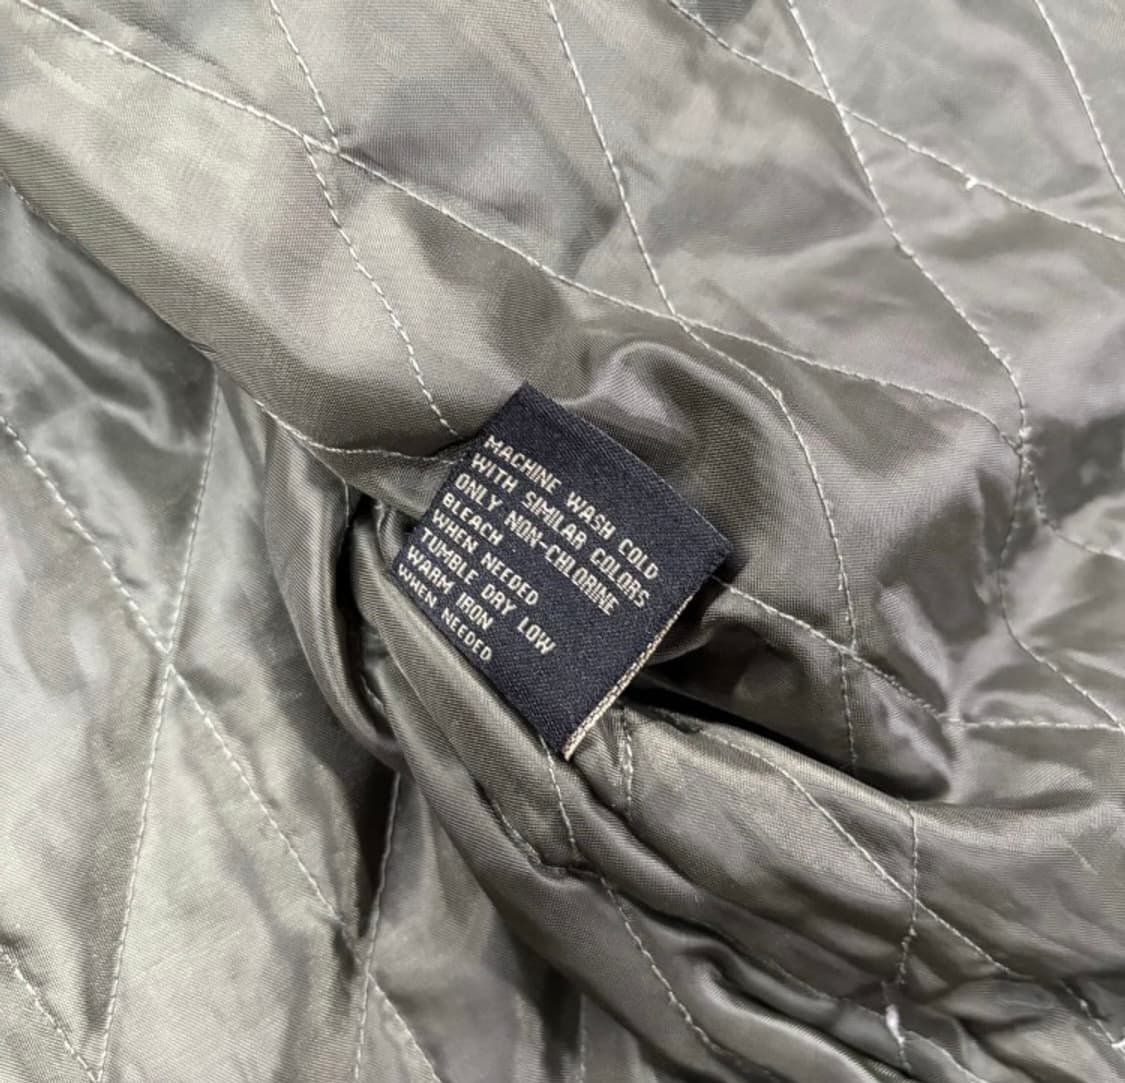 MACHINE WASH COLD
WITH SIMILAR COLORS
ONLY NON-CHLORINE
BLEACH
WHEN NEEDED
TUMBLE DRY LOW
WARM IRON
WHEN NEEDED